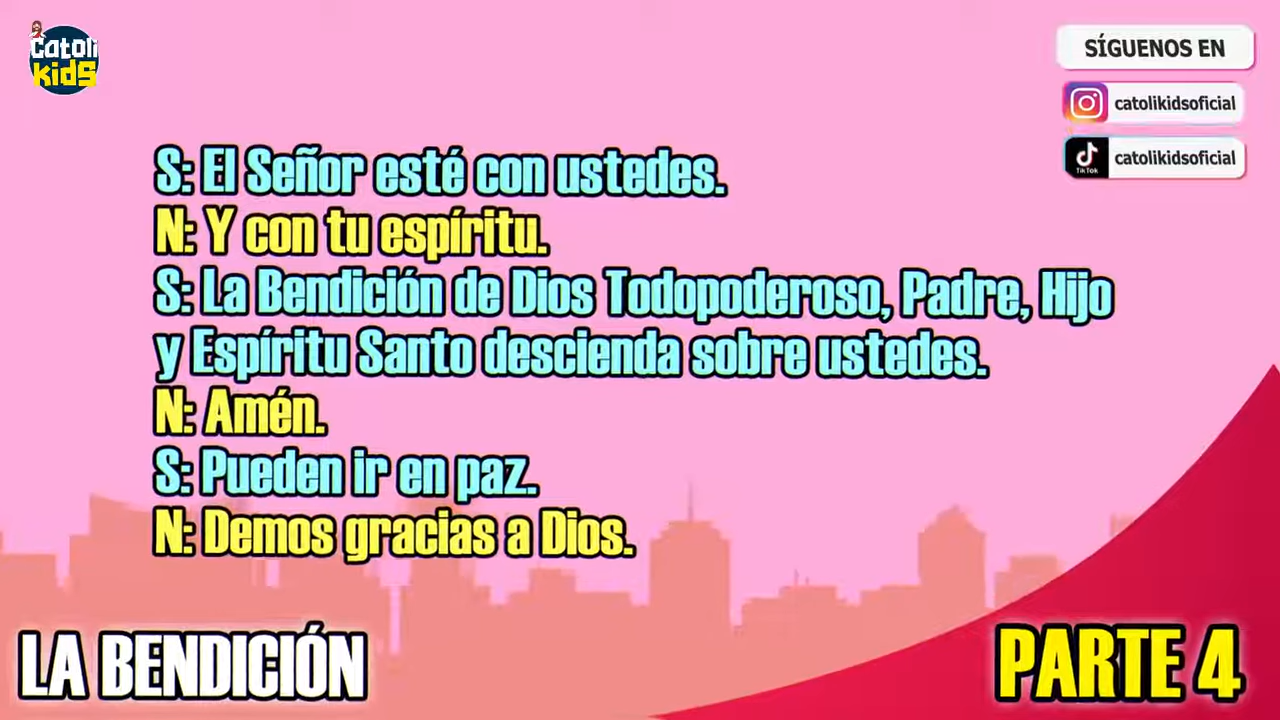 Catoli
Kids
SÍGUENOS EN
catolikidsoficial
TikTok
catolikidsoficial
S: El Señor esté con ustedes.
N: Y con tu espíritu.
S: La Bendición de Dios Todopoderoso, Padre, Hijo
y Espíritu Santo descienda sobre ustedes.
N: Amén.
S: Pueden ir en paz.
N: Demos gracias a Dios.
LA BENDICIÓN
PARTE 4